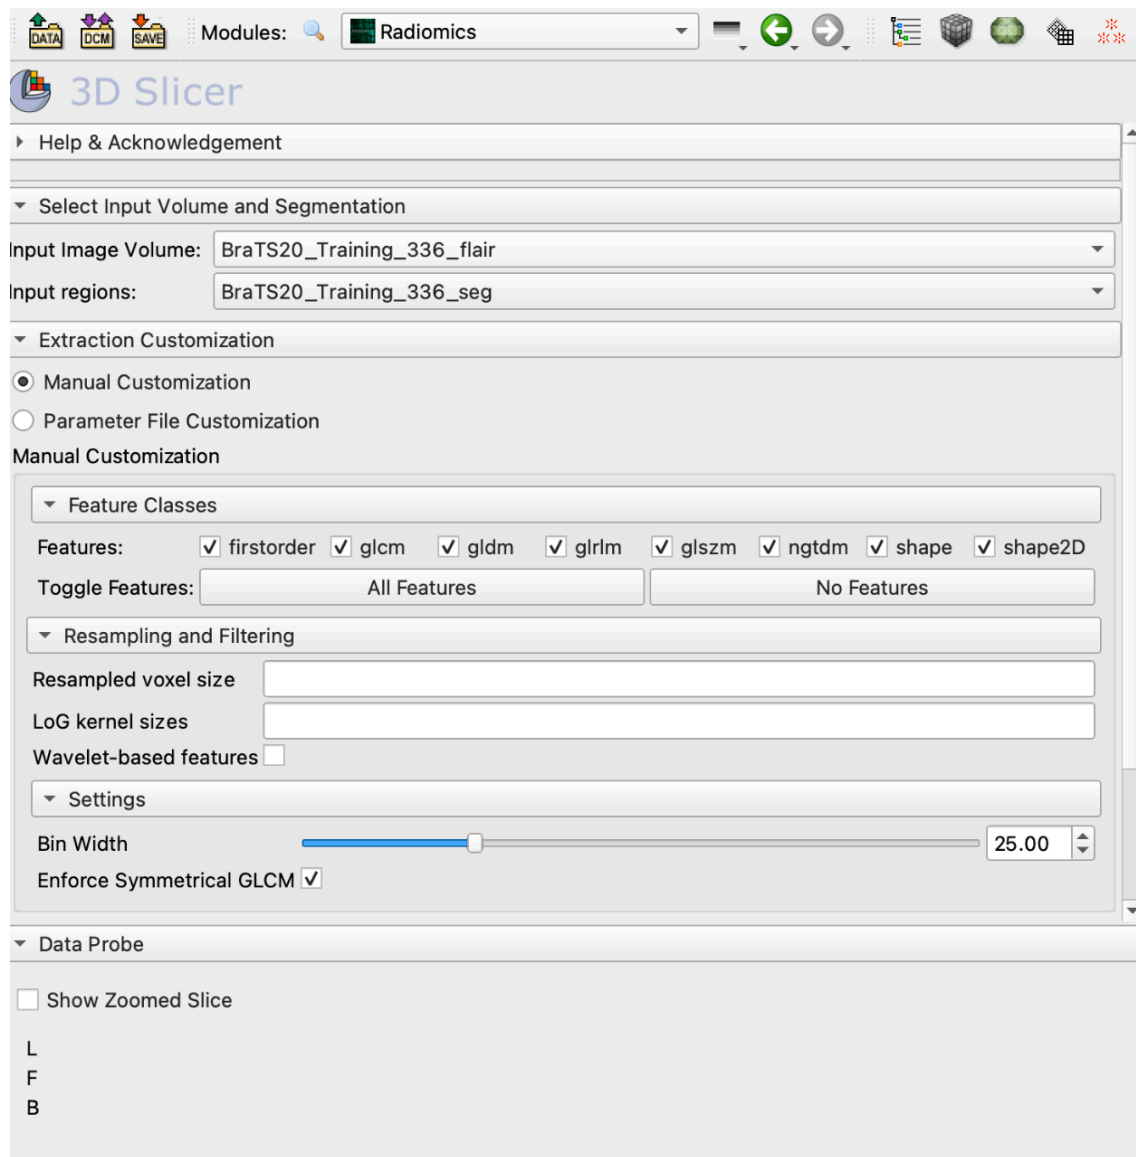 DATA DCM SAVE Modules: Radiomics
3D Slicer
Help & Acknowledgement
Select Input Volume and Segmentation
Input Image Volume: BraTS20_Training_336_flair
Input regions: BraTS20_Training_336_seg
Extraction Customization
Manual Customization
Parameter File Customization
Manual Customization
Feature Classes
Features: firstorder glcm gldm glrlm glszm ngtdm shape shape2D
Toggle Features: All Features No Features
Resampling and Filtering
Resampled voxel size
LoG kernel sizes
Wavelet-based features
Settings
Bin Width 25.00
Enforce Symmetrical GLCM
Data Probe
Show Zoomed Slice
L
F
B